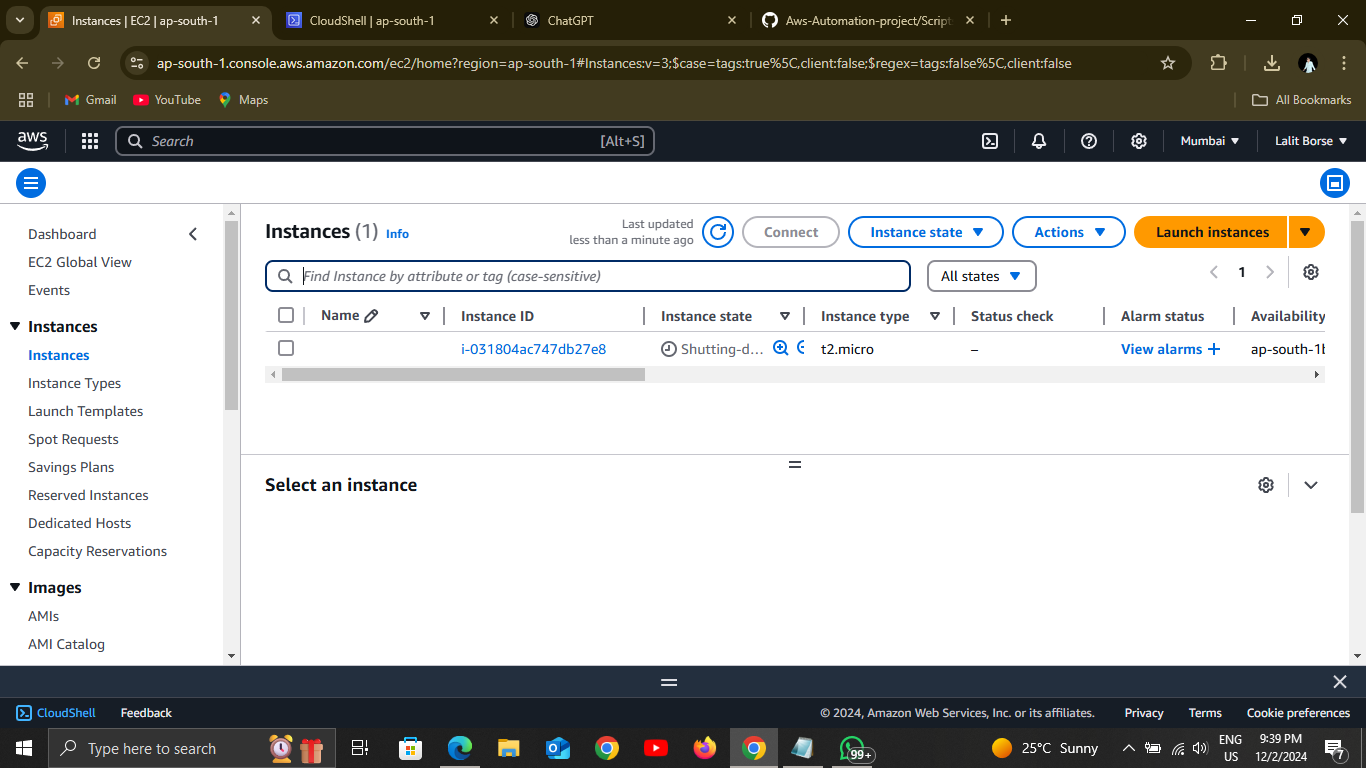 Instances | EC2 | ap-south-1
CloudShell | ap-south-1
ChatGPT
Aws-Automation-project/Script
ap-south-1.console.aws.amazon.com/ec2/home?region=ap-south-1#Instances:v=3;$case=tags:true%5C,client:false;$regex=tags:false%5C,client:false
Gmail
YouTube
Maps
All Bookmarks
aws
Search
[Alt+S]
Mumbai
Lalit Borse
Dashboard
EC2 Global View
Events
Instances
Instances
Instance Types
Launch Templates
Spot Requests
Savings Plans
Reserved Instances
Dedicated Hosts
Capacity Reservations
Images
AMIs
AMI Catalog
Instances (1) Info
Last updated
less than a minute ago
Connect
Instance state
Actions
Launch instances
Find Instance by attribute or tag (case-sensitive)
All states
1
Name
Instance ID
Instance state
Instance type
Status check
Alarm status
Availability
i-031804ac747db27e8
Shutting-d...
t2.micro
–
View alarms +
ap-south-1b
Select an instance
CloudShell
Feedback
© 2024, Amazon Web Services, Inc. or its affiliates.
Privacy
Terms
Cookie preferences
Type here to search
99+
25°C Sunny
ENG
US
9:39 PM
12/2/2024
7